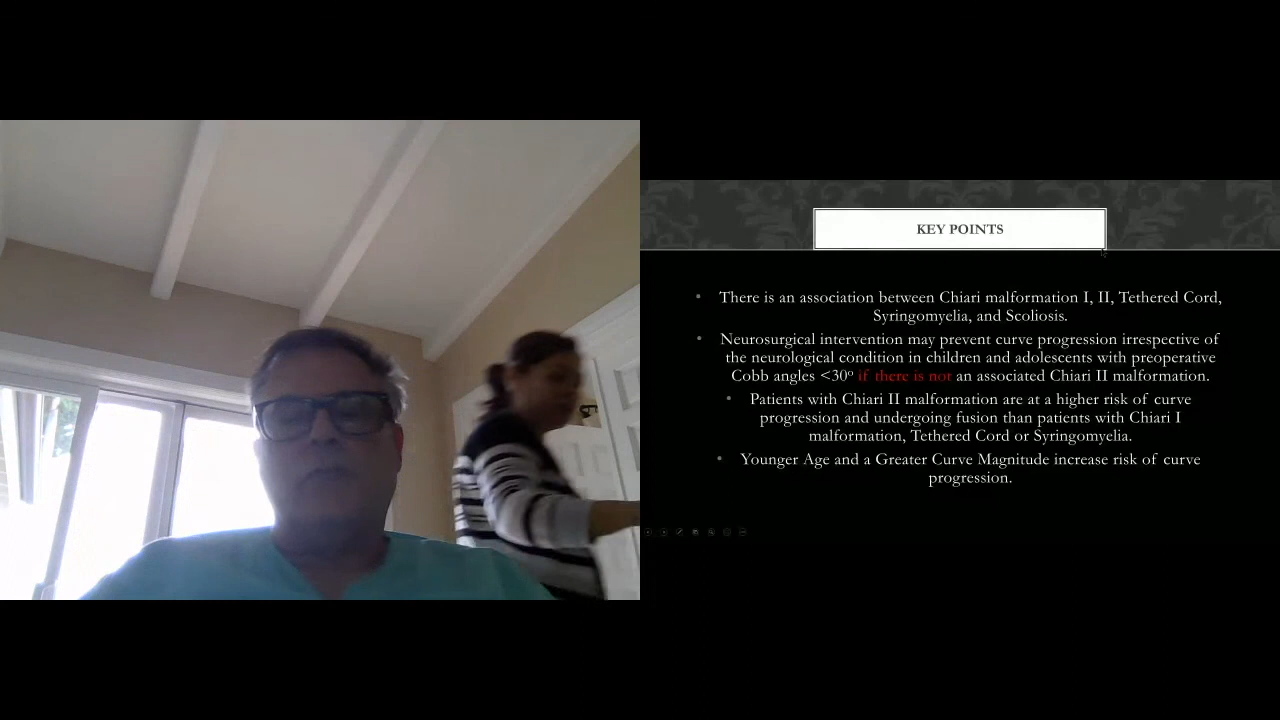 KEY POINTS
• There is an association between Chiari malformation I, II, Tethered Cord,
Syringomyelia, and Scoliosis.
• Neurosurgical intervention may prevent curve progression irrespective of
the neurological condition in children and adolescents with preoperative
Cobb angles <30º if there is not an associated Chiari II malformation.
• Patients with Chiari II malformation are at a higher risk of curve
progression and undergoing fusion than patients with Chiari I
malformation, Tethered Cord or Syringomyelia.
• Younger Age and a Greater Curve Magnitude increase risk of curve
progression.